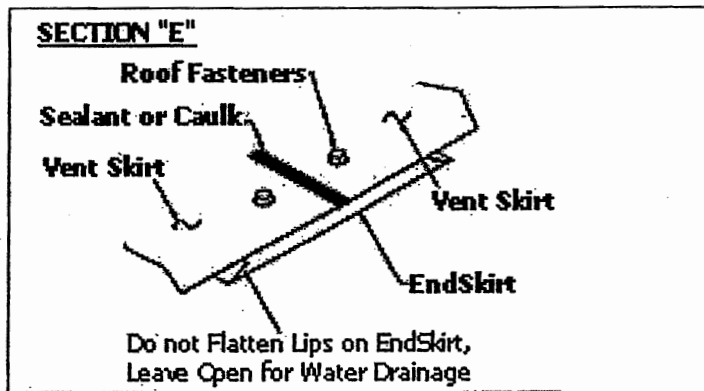 SECTION "E"
Roof Fasteners
Sealant or Caulk
Vent Skirt
Vent Skirt
EndSkirt
Do not Flatten Lips on EndSkirt,
Leave Open for Water Drainage